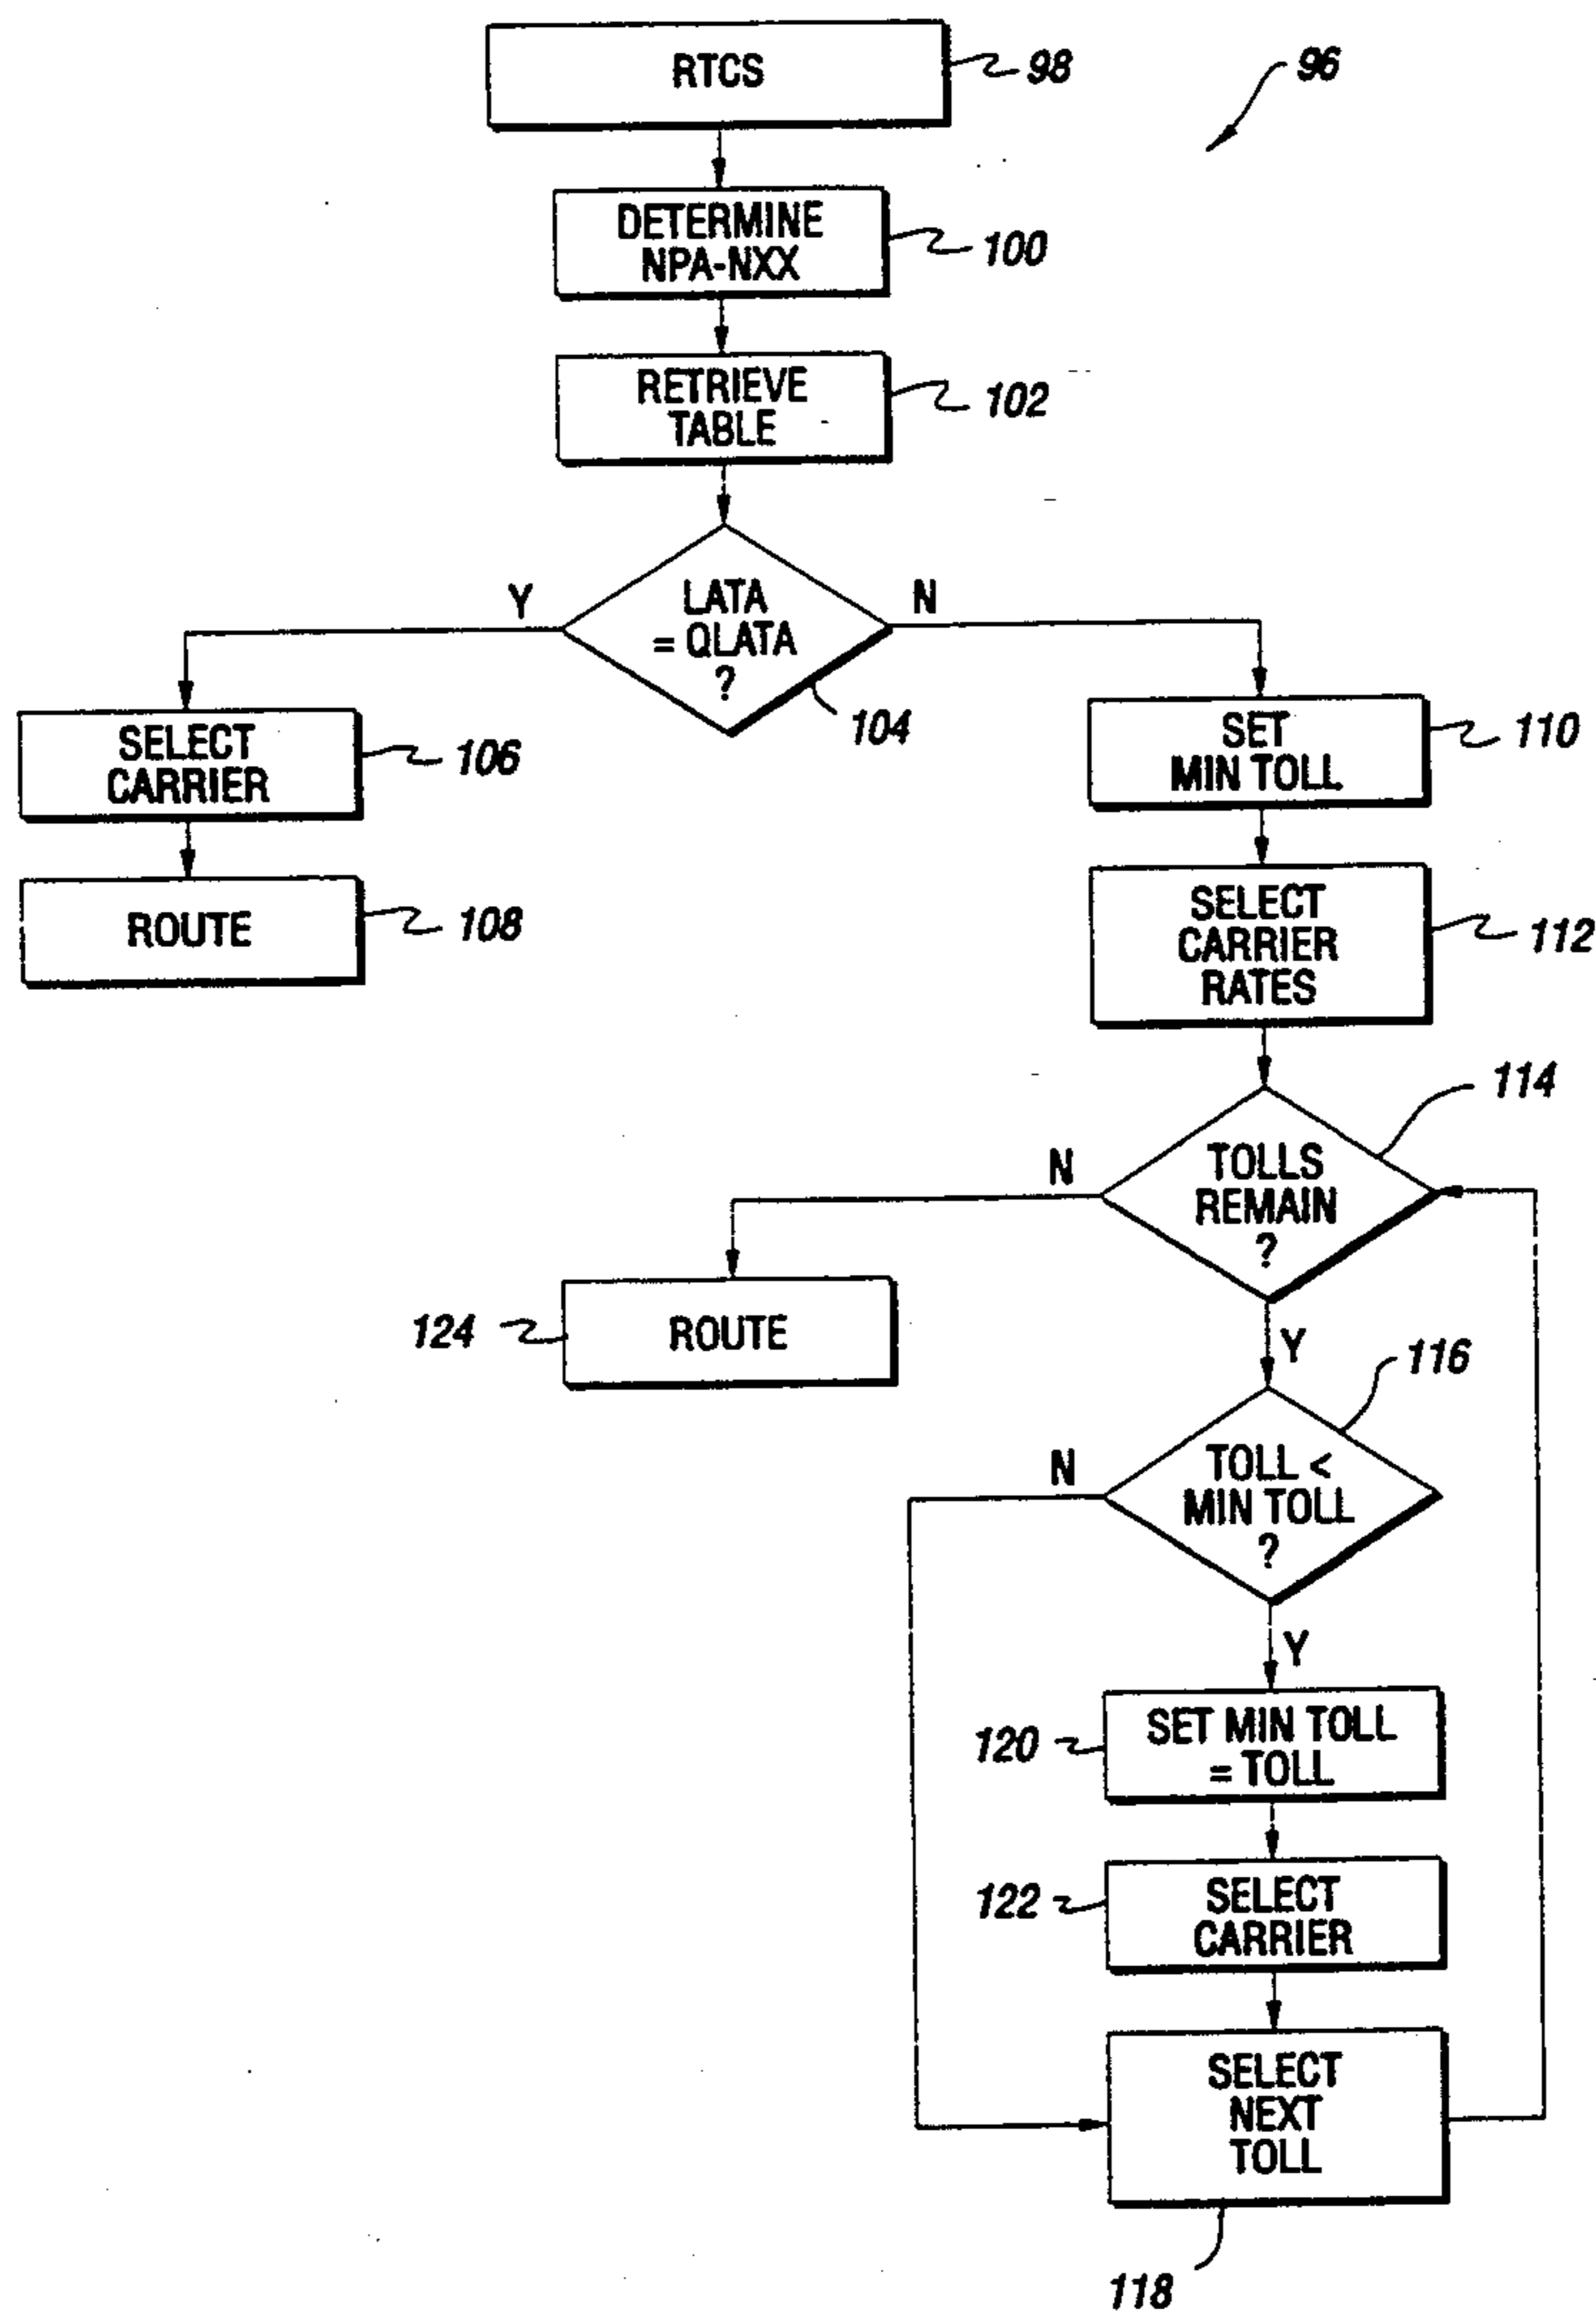 RTCS
98
96
DETERMINE
NPA-NXX
100
RETRIEVE
TABLE
102
Y
N
LATA
= QLATA
?
104
SELECT
CARRIER
106
SET
MIN TOLL
110
ROUTE
108
SELECT
CARRIER
RATES
112
114
N
TOLLS
REMAIN
?
124
ROUTE
Y
116
N
TOLL <
MIN TOLL
?
Y
120
SET MIN TOLL
= TOLL
122
SELECT
CARRIER
SELECT
NEXT
TOLL
118